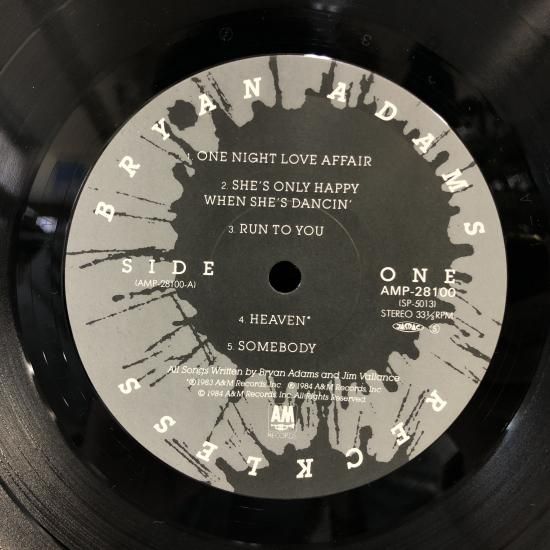 BRYAN ADAMS
1. ONE NIGHT LOVE AFFAIR
2. SHE'S ONLY HAPPY
WHEN SHE'S DANCIN'
3. RUN TO YOU
SIDE
(AMP-28100-A)
ONE
AMP-28100
(SP-5013)
STEREO 33⅓RPM
JASRAC Ⓢ
4. HEAVEN*
5. SOMEBODY
All Songs Written by Bryan Adams and Jim Vallance
*℗1983 A&M Records, Inc. ℗ 1984 A&M Records, Inc
© 1984 A&M Records, Inc. All Rights Reserved
AM
RECORDS
RECKLESS